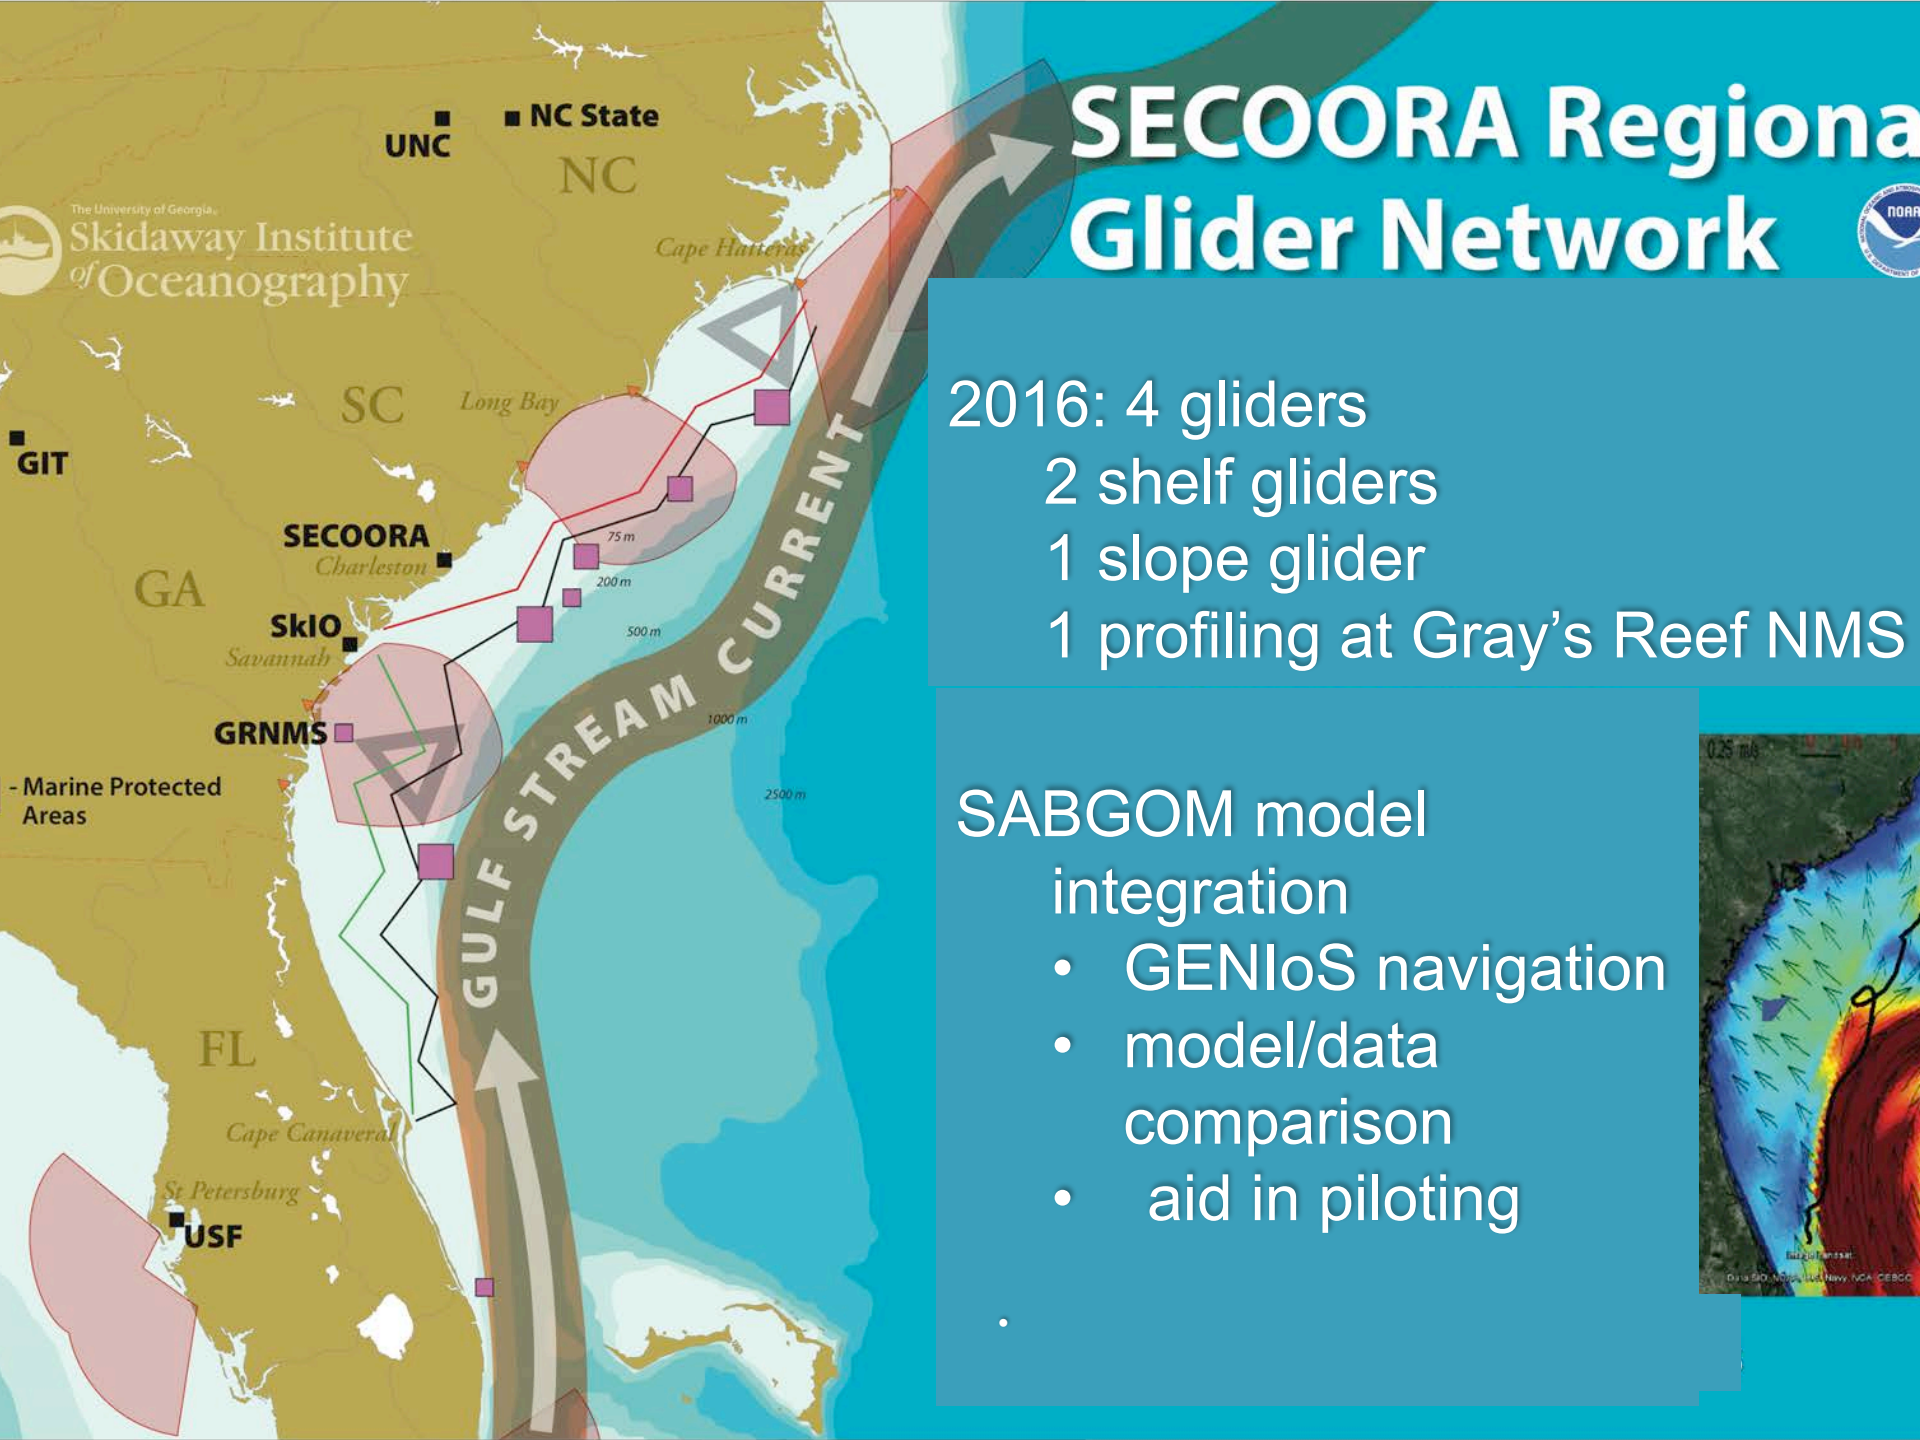 SECOORA Regiona
Glider Network
NOAA
UNC
NC State
NC
The University of Georgia
Skidaway Institute
of Oceanography
Cape Hatteras
SC
Long Bay
GIT
SECOORA
Charleston
GA
SkIO
Savannah
GRNMS
- Marine Protected
Areas
FL
Cape Canaveral
St Petersburg
USF
75 m
200 m
500 m
1000 m
2500 m
GULF STREAM CURRENT
2016: 4 gliders
2 shelf gliders
1 slope glider
1 profiling at Gray’s Reef NMS
SABGOM model
integration
• GENIoS navigation
• model/data
comparison
• aid in piloting
•
0.25 m/s